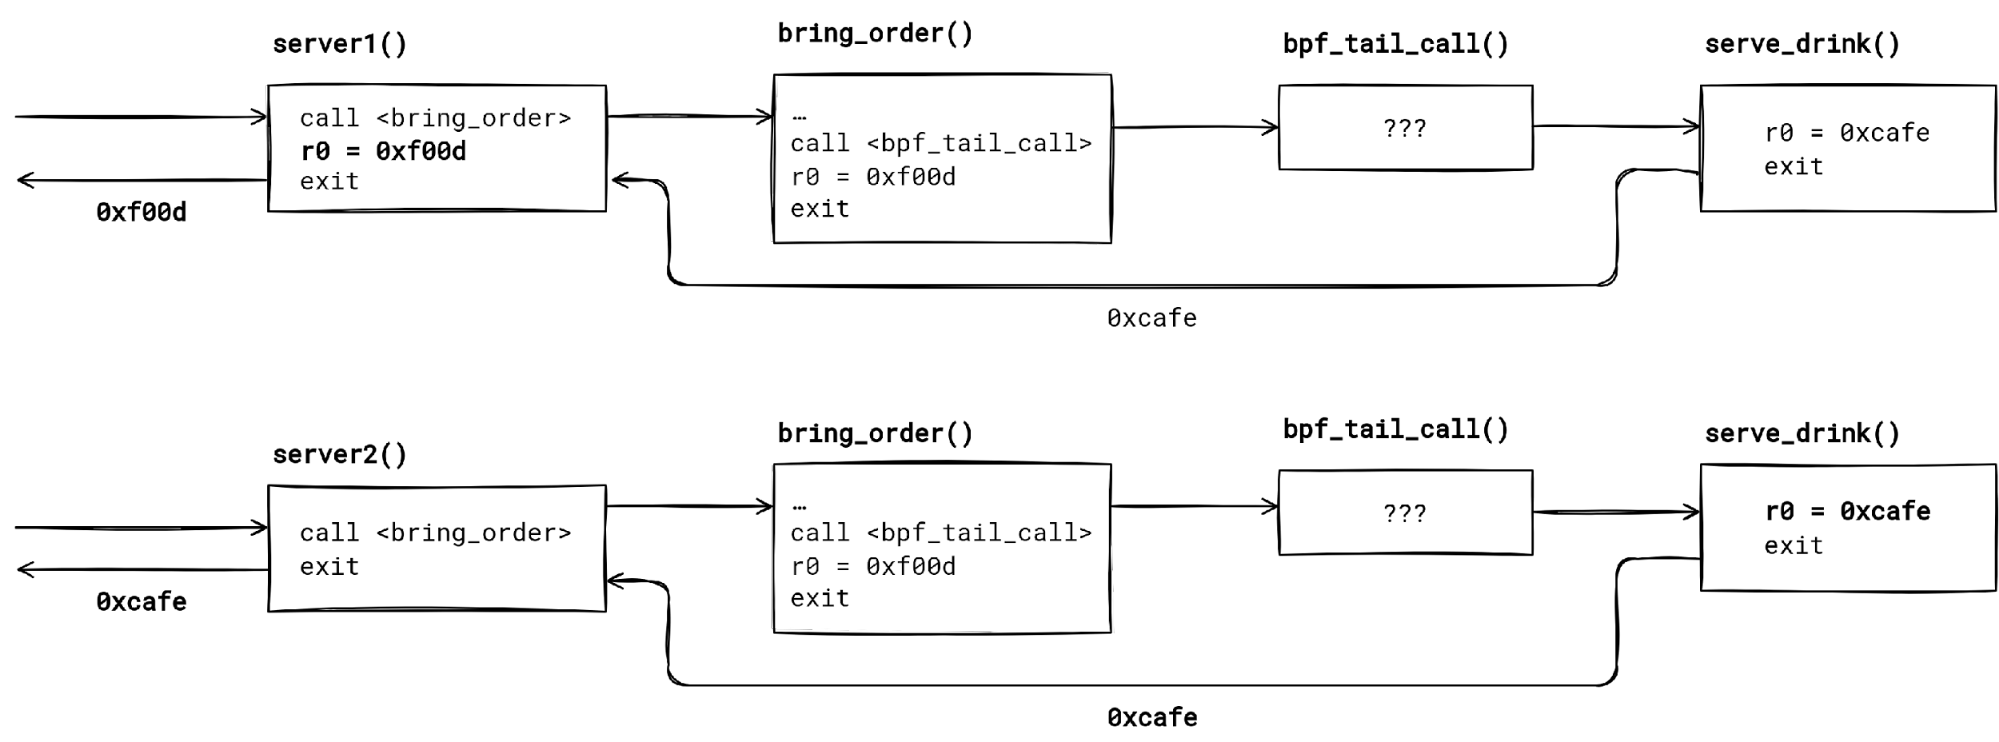 server1()
call <bring_order>
r0 = 0xf00d
exit
0xf00d
bring_order()
…
call <bpf_tail_call>
r0 = 0xf00d
exit
bpf_tail_call()
???
serve_drink()
r0 = 0xcafe
exit
0xcafe
server2()
call <bring_order>
exit
0xcafe
bring_order()
…
call <bpf_tail_call>
r0 = 0xf00d
exit
bpf_tail_call()
???
serve_drink()
r0 = 0xcafe
exit
0xcafe